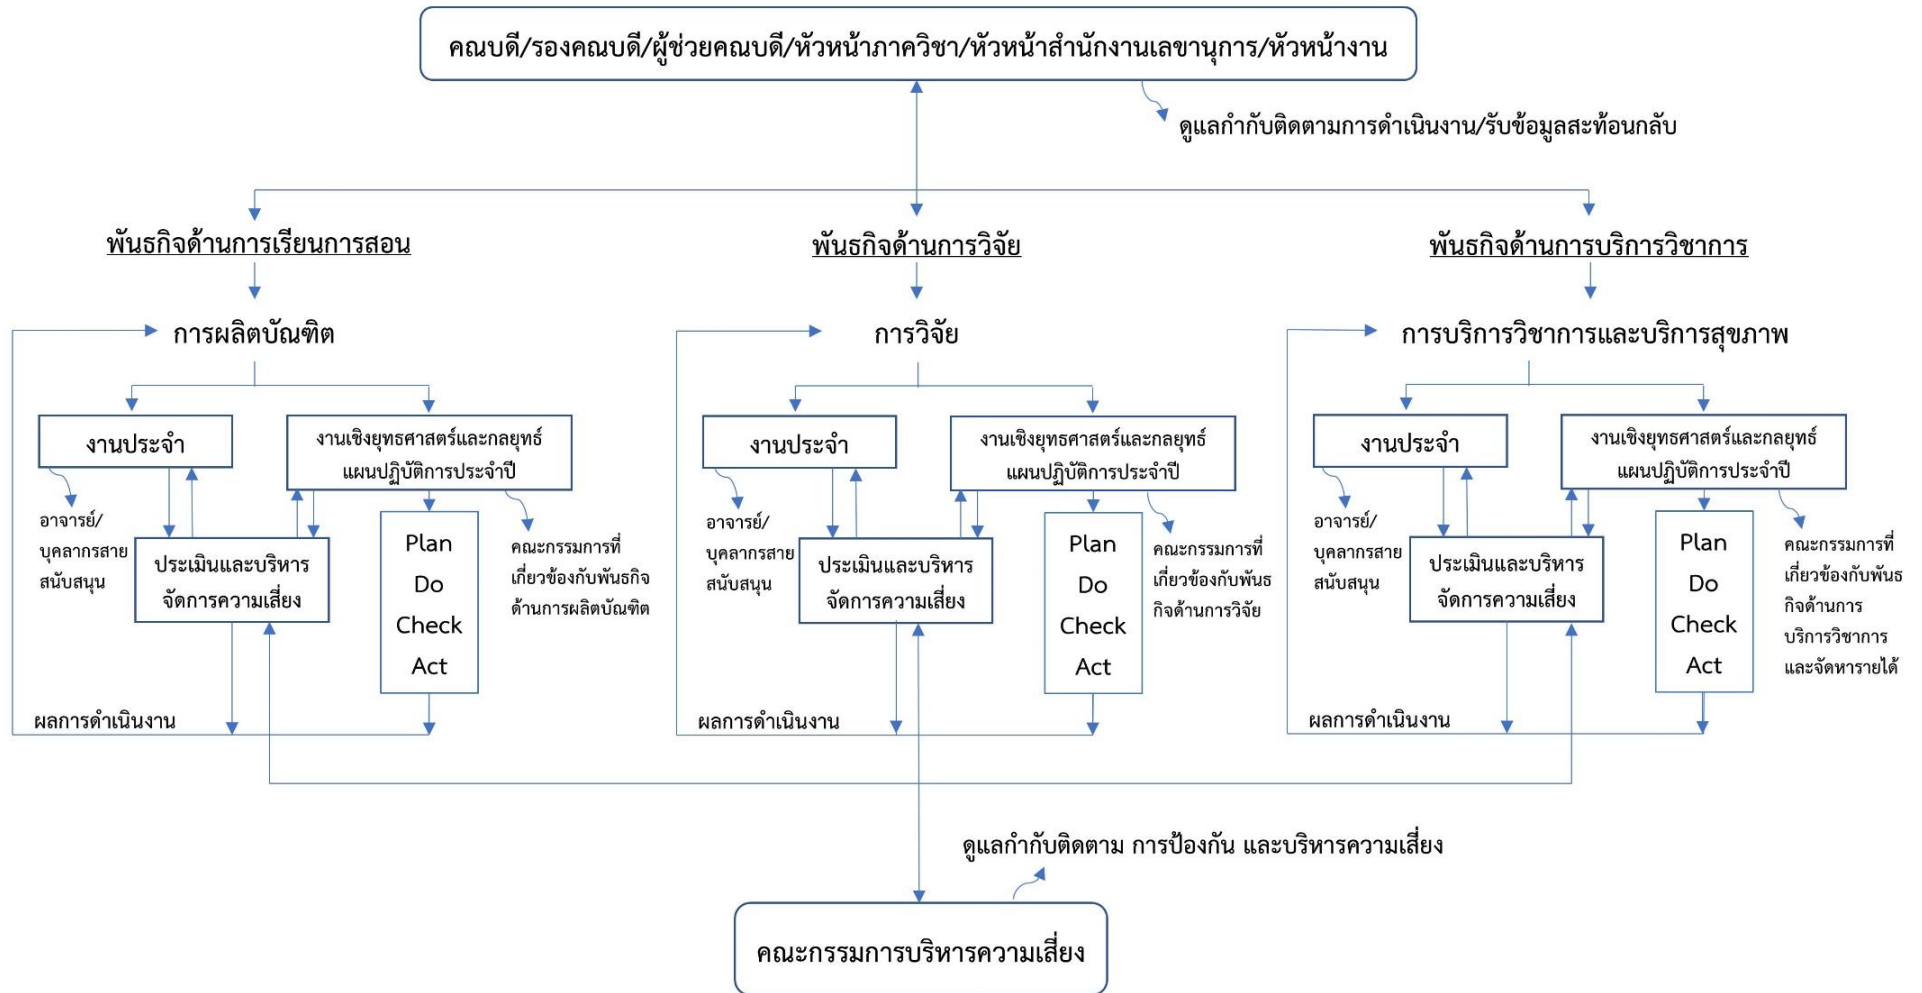 คณบดี/รองคณบดี/ผู้ช่วยคณบดี/หัวหน้าภาควิชา/หัวหน้าสำนักงานเลขานุการ/หัวหน้างาน
ดูแลกำกับติดตามการดำเนินงาน/รับข้อมูลสะท้อนกลับ
พันธกิจด้านการเรียนการสอน
การผลิตบัณฑิต
งานประจำ
งานเชิงยุทธศาสตร์และกลยุทธ์
แผนปฏิบัติการประจำปี
อาจารย์/
บุคลากรสาย
สนับสนุน
ประเมินและบริหาร
จัดการความเสี่ยง
Plan
Do
Check
Act
คณะกรรมการที่
เกี่ยวข้องกับพันธกิจ
ด้านการผลิตบัณฑิต
ผลการดำเนินงาน
พันธกิจด้านการวิจัย
การวิจัย
งานประจำ
งานเชิงยุทธศาสตร์และกลยุทธ์
แผนปฏิบัติการประจำปี
อาจารย์/
บุคลากรสาย
สนับสนุน
ประเมินและบริหาร
จัดการความเสี่ยง
Plan
Do
Check
Act
คณะกรรมการที่
เกี่ยวข้องกับพันธ
กิจด้านการวิจัย
ผลการดำเนินงาน
พันธกิจด้านการบริการวิชาการ
การบริการวิชาการและบริการสุขภาพ
งานประจำ
งานเชิงยุทธศาสตร์และกลยุทธ์
แผนปฏิบัติการประจำปี
อาจารย์/
บุคลากรสาย
สนับสนุน
ประเมินและบริหาร
จัดการความเสี่ยง
Plan
Do
Check
Act
คณะกรรมการที่
เกี่ยวข้องกับพันธ
กิจด้านการ
บริการวิชาการ
และจัดหารายได้
ผลการดำเนินงาน
ดูแลกำกับติดตาม การป้องกัน และบริหารความเสี่ยง
คณะกรรมการบริหารความเสี่ยง